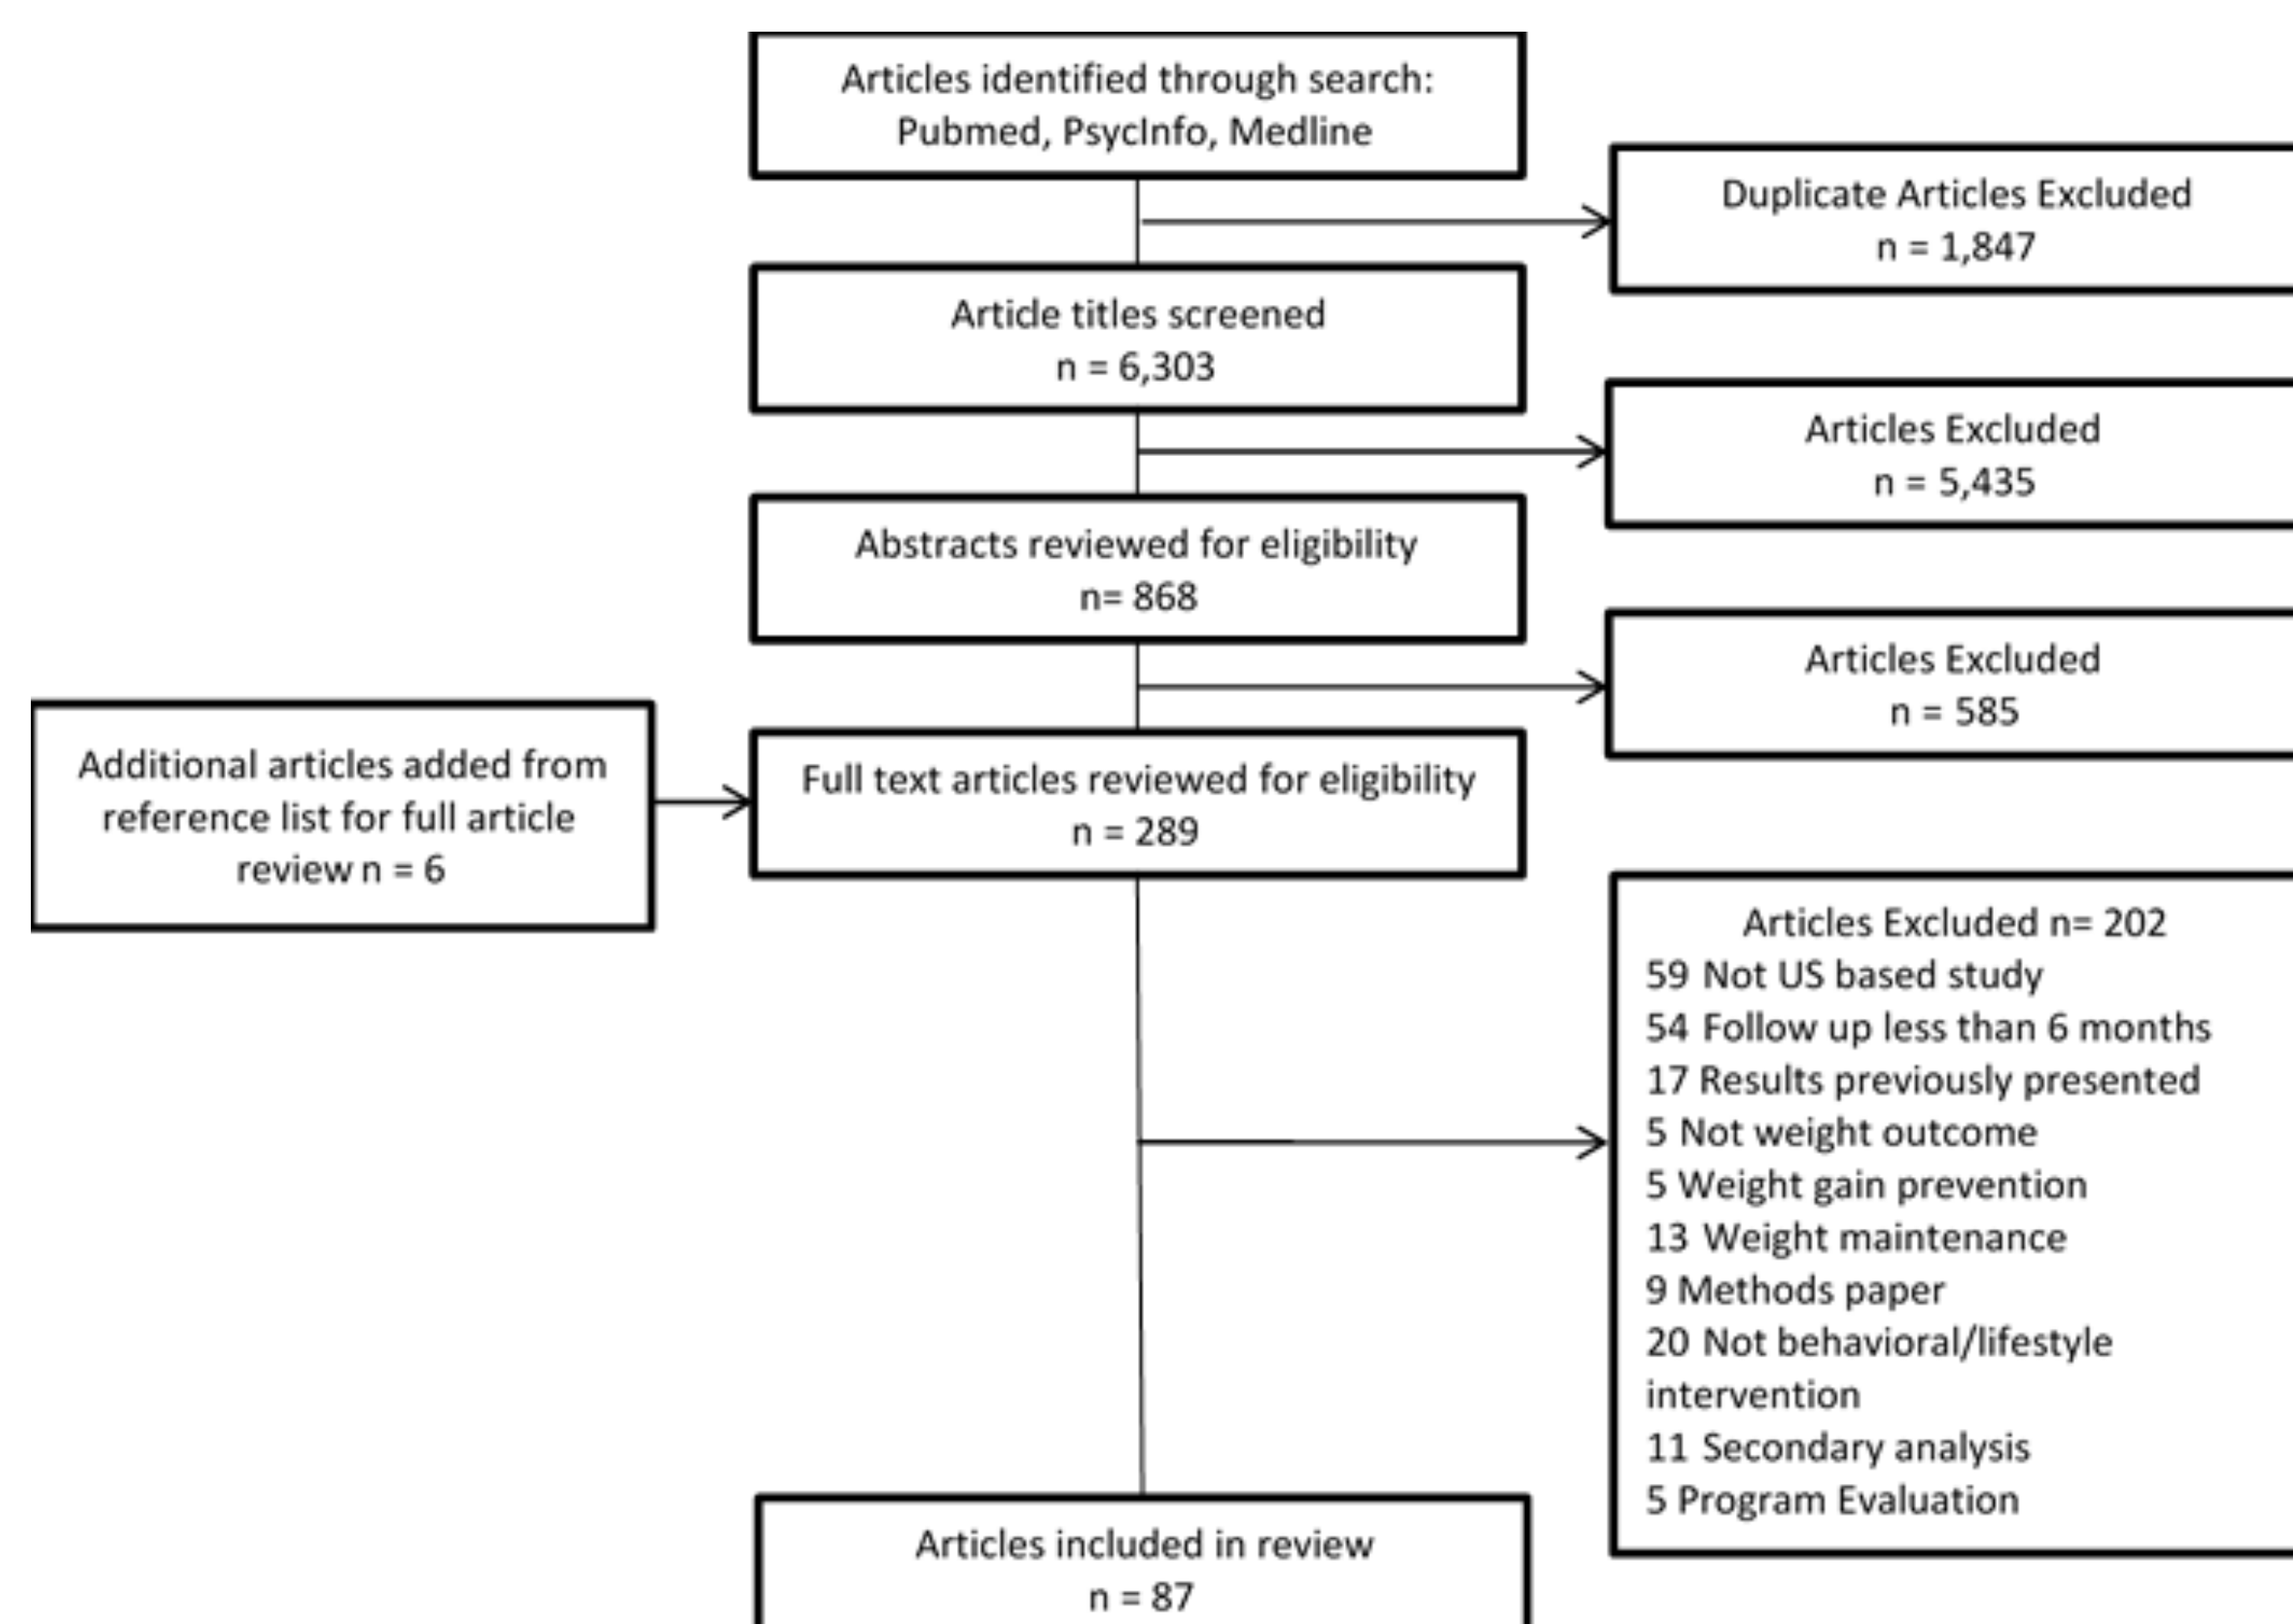 Articles identified through search:
Pubmed, PsycInfo, Medline
Duplicate Articles Excluded
n = 1,847
Article titles screened
n = 6,303
Articles Excluded
n = 5,435
Abstracts reviewed for eligibility
n= 868
Articles Excluded
n = 585
Additional articles added from
reference list for full article
review n = 6
Full text articles reviewed for eligibility
n = 289
Articles Excluded n= 202
59 Not US based study
54 Follow up less than 6 months
17 Results previously presented
5 Not weight outcome
5 Weight gain prevention
13 Weight maintenance
9 Methods paper
20 Not behavioral/lifestyle
intervention
11 Secondary analysis
5 Program Evaluation
Articles included in review
n = 87